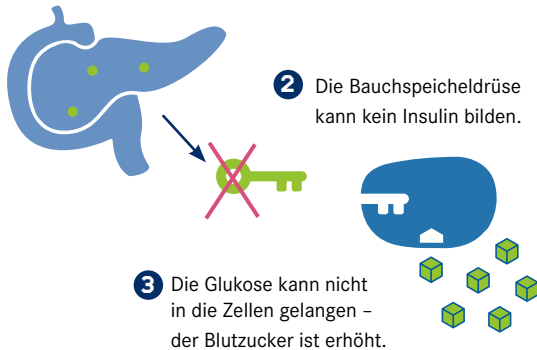 2 Die Bauchspeicheldrüse
kann kein Insulin bilden.
3 Die Glukose kann nicht
in die Zellen gelangen –
der Blutzucker ist erhöht.